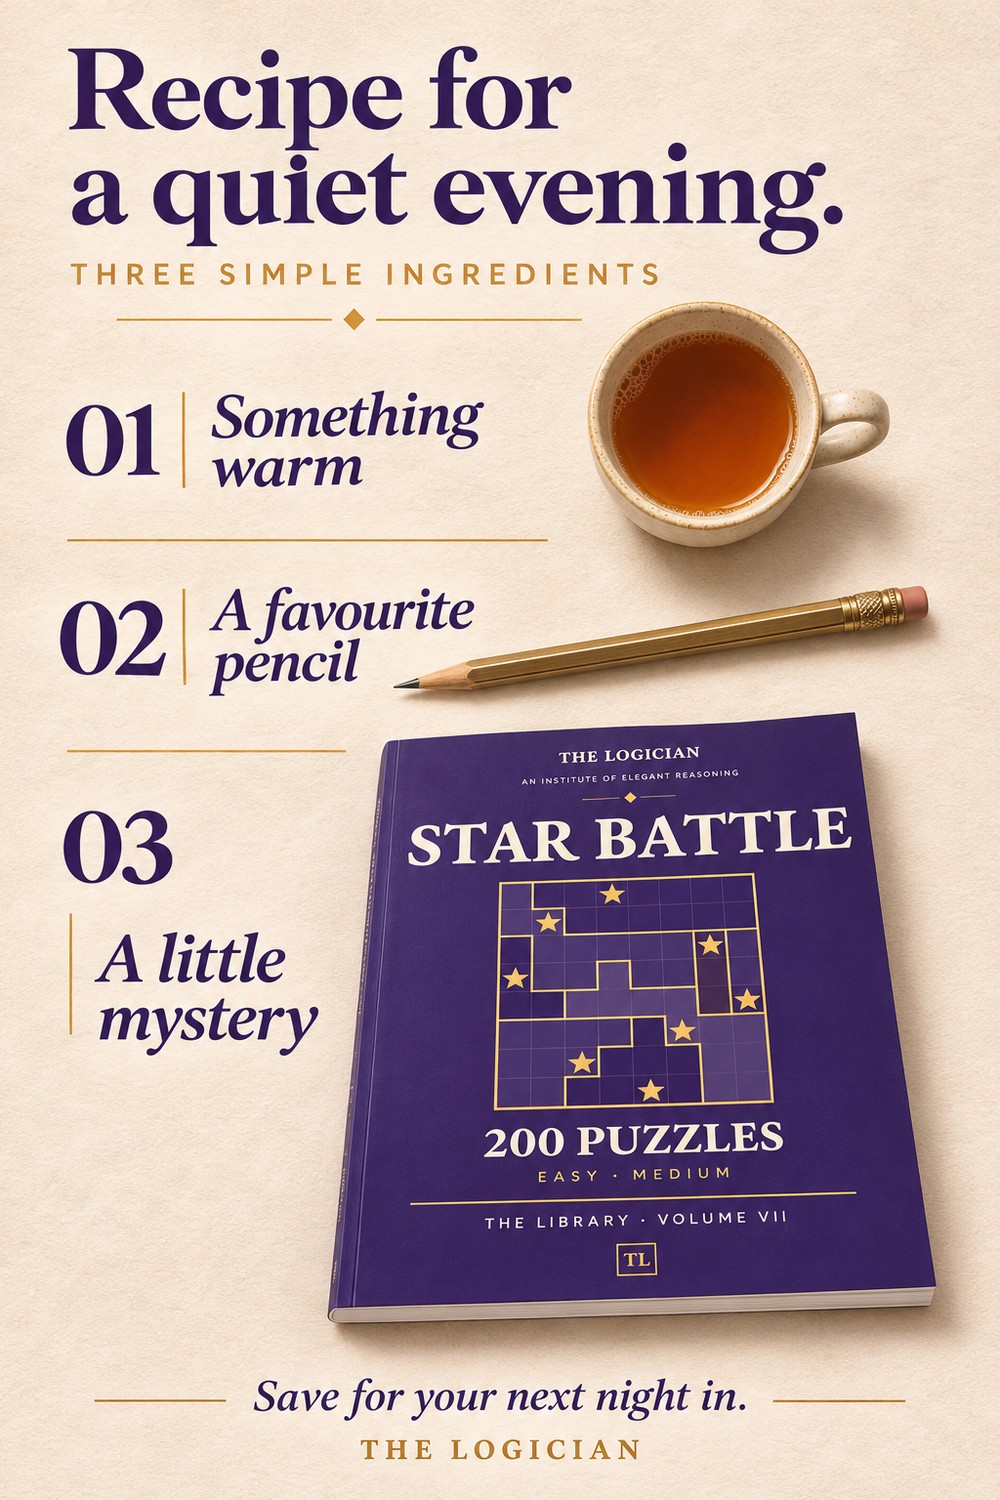 Recipe for
a quiet evening.
THREE SIMPLE INGREDIENTS
01
Something
warm
02
A favourite
pencil
03
A little
mystery
THE LOGICIAN
AN INSTITUTE OF ELEGANT REASONING
STAR BATTLE
200 PUZZLES
EASY · MEDIUM
THE LIBRARY · VOLUME VII
TL
Save for your next night in.
THE LOGICIAN